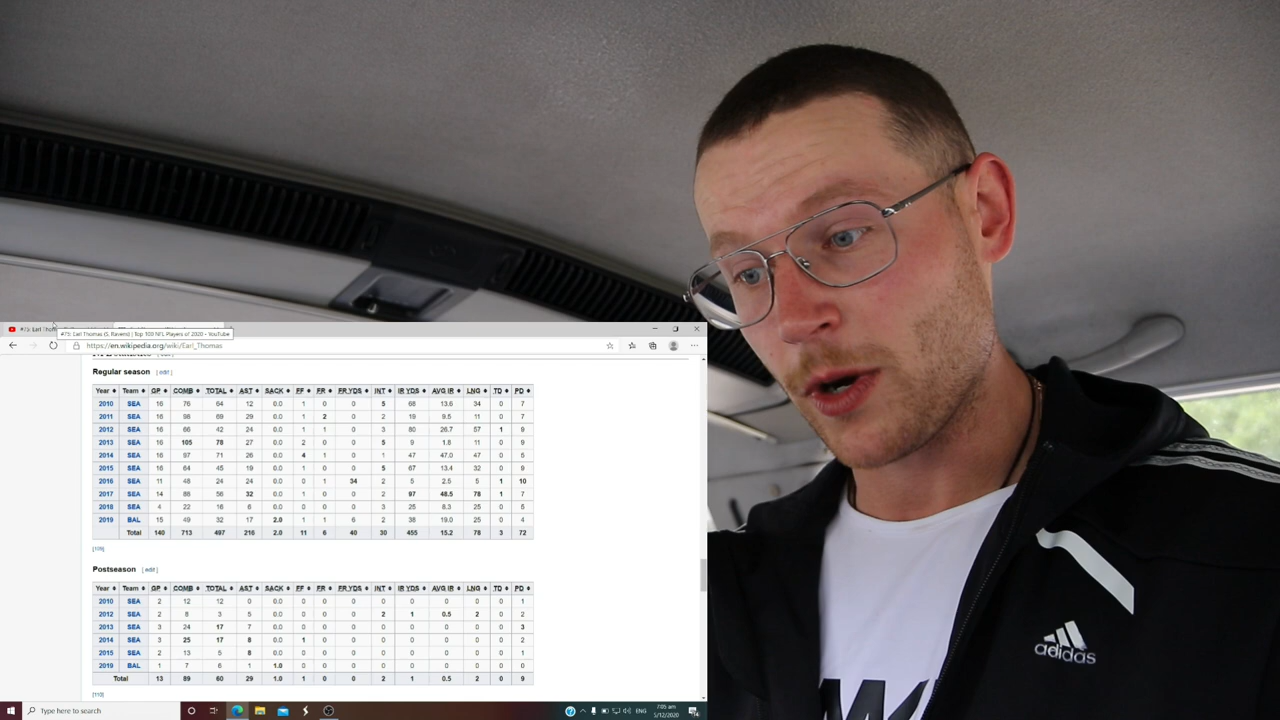 #75: Earl Thomas (S, Ravens) | Top 100 NFL Players of 2020 - YouTube
https://en.wikipedia.org/wiki/Earl_Thomas
Regular season [ edit ]
Year Team GP COMB TOTAL AST SACK FF FR FR YDS INT IR YDS AVG IR LNG TD PD
2010 SEA 16 76 64 12 0.0 1 0 0 5 68 13.6 34 0 7
2011 SEA 16 98 69 29 0.0 1 2 0 2 19 9.5 11 0 7
2012 SEA 16 66 42 24 0.0 1 1 0 3 80 26.7 57 1 9
2013 SEA 16 105 78 27 0.0 2 0 0 5 9 1.8 11 0 9
2014 SEA 16 97 71 26 0.0 4 1 0 1 47 47.0 47 0 5
2015 SEA 16 64 45 19 0.0 1 0 0 5 67 13.4 32 0 9
2016 SEA 11 48 24 24 0.0 0 1 34 2 5 2.5 5 1 10
2017 SEA 14 88 56 32 0.0 1 0 0 2 97 48.5 78 1 7
2018 SEA 4 22 16 6 0.0 0 0 0 3 25 8.3 25 0 5
2019 BAL 15 49 32 17 2.0 1 1 6 2 38 19.0 25 0 4
Total 140 713 497 216 2.0 11 6 40 30 455 15.2 78 3 72
Postseason [ edit ]
Year Team GP COMB TOTAL AST SACK FF FR FR YDS INT IR YDS AVG IR LNG TD PD
2010 SEA 2 12 12 0 0.0 0 0 0 0 0 0 0 0 1
2012 SEA 2 8 3 5 0.0 0 0 0 2 1 0.5 2 0 2
2013 SEA 3 24 17 7 0.0 0 0 0 0 0 0 0 0 3
2014 SEA 3 25 17 8 0.0 1 0 0 0 0 0 0 0 2
2015 SEA 2 13 5 8 0.0 0 0 0 0 0 0 0 0 1
2019 BAL 1 7 6 1 1.0 0 0 0 0 0 0 0 0 0
Total 13 89 60 29 1.0 1 0 0 2 1 0.5 2 0 9
Type here to search
ENG
7:05 am
5/12/2020
adidas